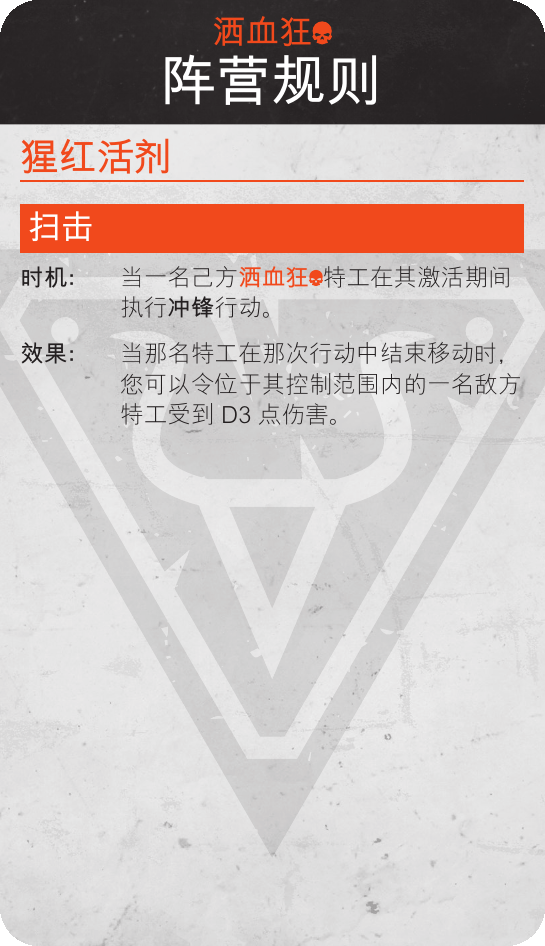 洒血狂
阵营规则
猩红活剂
扫击
时机: 当一名己方洒血狂特工在其激活期间
执行冲锋行动。
效果: 当那名特工在那次行动中结束移动时,
您可以令位于其控制范围内的一名敌方
特工受到 D3 点伤害。